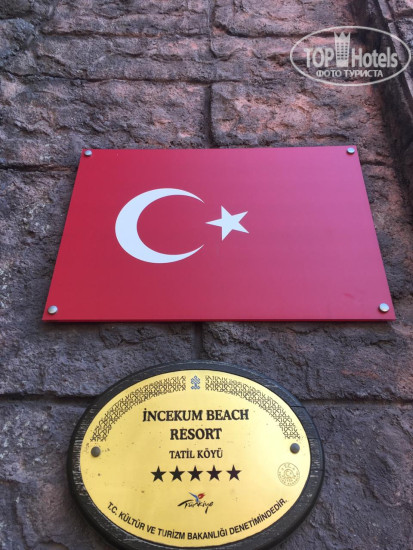 TOP Hotels
ФОТО ТУРИСТА
İNCEKUM BEACH
RESORT
TATİL KÖYÜ
★★★★★
Türkiye
T.C. KÜLTÜR VE TURİZM BAKANLIĞI DENETİMİNDEDİR.